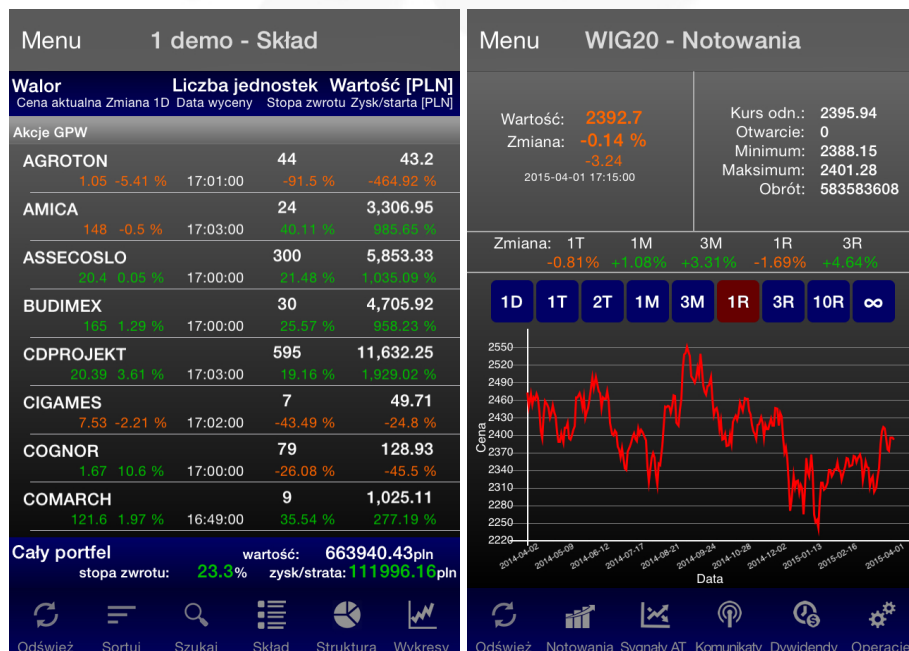 Menu 1 demo - Skład
Walor Liczba jednostek Wartość [PLN]
Cena aktualna Zmiana 1D Data wyceny Stopa zwrotu Zysk/starta [PLN]
Akcje GPW
AGROTON 44 43.2
1.05 -5.41 % 17:01:00 -91.5 % -464.92 %
AMICA 24 3,306.95
148 -0.5 % 17:03:00 40.11 % 985.65 %
ASSECOSLO 300 5,853.33
20.4 0.05 % 17:00:00 21.48 % 1,035.09 %
BUDIMEX 30 4,705.92
165 1.29 % 17:00:00 25.57 % 958.23 %
CDPROJEKT 595 11,632.25
20.39 3.61 % 17:03:00 19.16 % 1,929.02 %
CIGAMES 7 49.71
7.53 -2.21 % 17:02:00 -43.49 % -24.8 %
COGNOR 79 128.93
1.67 10.6 % 17:00:00 -26.08 % -45.5 %
COMARCH 9 1,025.11
121.6 1.97 % 16:49:00 35.54 % 277.19 %
Cały portfel wartość: 663940.43pln
stopa zwrotu: 23.3% zysk/strata: 111996.16pln
Odśwież Sortuj Szukaj Skład Struktura Wykresy
Menu WIG20 - Notowania
Wartość: 2392.7
Zmiana: -0.14 %
-3.24
2015-04-01 17:15:00
Kurs odn.: 2395.94
Otwarcie: 0
Minimum: 2388.15
Maksimum: 2401.28
Obrót: 583583608
Zmiana: 1T 1M 3M 1R 3R
-0.81% +1.08% +3.31% -1.69% +4.64%
1D 1T 2T 1M 3M 1R 3R 10R ∞
2550
2520
2490
2460
2430
2400
2370
2340
2310
2280
2250
2220
Cena
2014-04-02 2014-05-09 2014-06-12 2014-07-17 2014-08-21 2014-09-24 2014-10-28 2014-12-02 2015-01-13 2015-02-16 2015-04-01
Data
Odśwież Notowania Sygnały AT Komunikaty Dywidendy Operacje